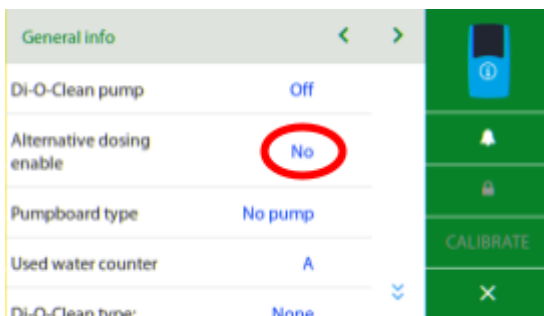 General info
Di-O-Clean pump Off
Alternative dosing
enable No
Pumpboard type No pump
CALIBRATE
Used water counter A
Di-O-Clean type: None